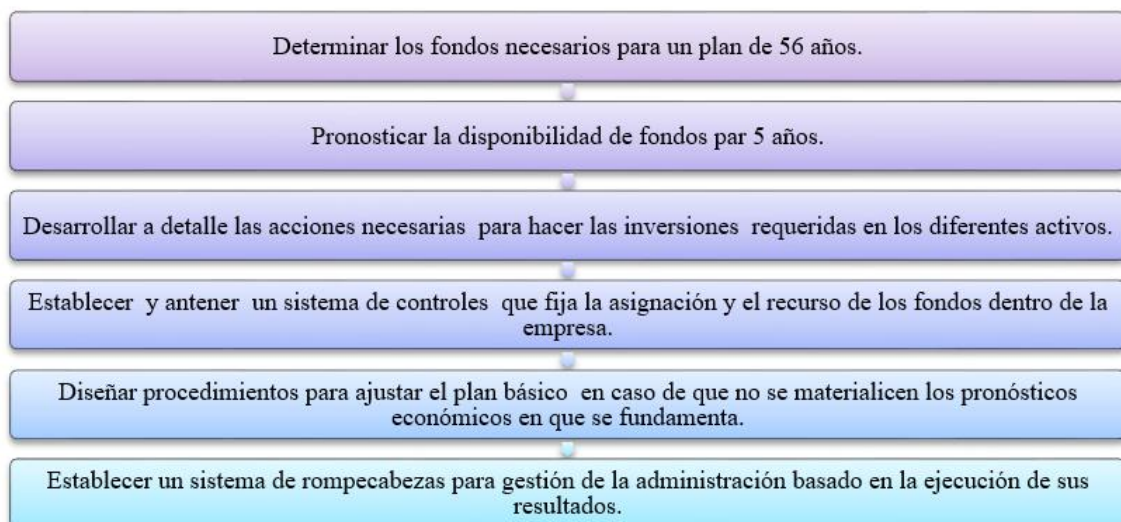 Determinar los fondos necesarios para un plan de 56 años.
Pronosticar la disponibilidad de fondos par 5 años.
Desarrollar a detalle las acciones necesarias para hacer las inversiones requeridas en los diferentes activos.
Establecer y antener un sistema de controles que fija la asignación y el recurso de los fondos dentro de la
empresa.
Diseñar procedimientos para ajustar el plan básico en caso de que no se materialicen los pronósticos
económicos en que se fundamenta.
Establecer un sistema de rompecabezas para gestión de la administración basado en la ejecución de sus
resultados.